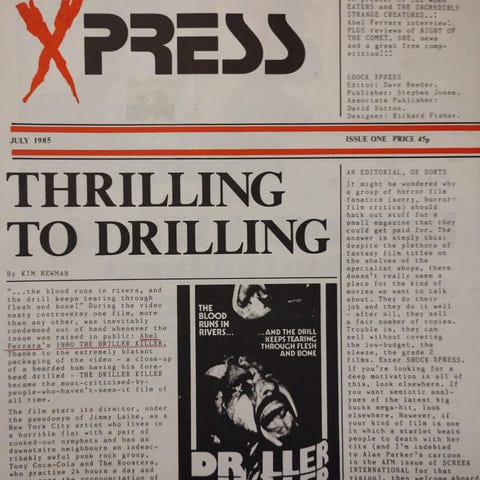 XPRESS
EATERS and the INCREDIBLY
STRANGE CREATURES..!
Abel Ferrara interview!
PLUS reviews of NIGHT OF
THE COMET, SHE, news
and a great free comp-
etition!!!
SHOCK XPRESS
Editor: Dave Reeder.
Publisher: Stephen Jones.
Associate Publisher:
David Sutton.
Designer: Richard Fisher.
JULY 1985
ISSUE ONE PRICE 45p
THRILLING
TO DRILLING
By KIM NEWMAN
"...the blood runs in rivers, and
the drill keeps tearing through
flesh and bone!" During the video
nasty controversy one film, more
than any other, was inevitably
condemned out of hand whenever the
issue was raised in public: Abel
Ferrara's 1980 THE DRILLER KILLER.
Thanks to the extremely blatant
packaging of the video - a close-up
of a bearded bum having his fore-
head drilled - THE DRILLER KILLER
became the most-criticised-by-
people-who-haven't-seen-it film of
all time.
The film stars its director, under
the pseudonym of Jimmy Laine, as a
New York City artist who lives in
a horrible flat with a pair of
zonked-out nymphets and has as
downstairs neighbours an indesc-
ribably awful punk rock group,
Tony Coca-Cola and The Roosters,
who practise 24 hours a day and
THE
BLOOD
RUNS IN
RIVERS...
...AND THE DRILL
KEEPS TEARING
THROUGH FLESH
AND BONE
DRILLER
AN EDITORIAL, OF SORTS
It might be wondered why
a group of horror film
fanatics (sorry, horror-
film critics) should
hack out stuff for a
small magazine that they
could get paid for. The
answer is simply this:
despite the plethora of
fantasy film titles on
the shelves of the
specialist shops, there
doesn't really seem a
place for the kind of
movies we want to talk
about. They do their
job and they do it well
- after all, they sell
a fair number of copies.
Trouble is, they can
sell without covering
the low-budget, the
sleeze, the grade Z
films. Enter SHOCK XPRESS.
If you're looking for a
deep motivation in all of
this, look elsewhere. If
you want semiotic anal-
yses of the latest big
bucks mega-hit, look
elsewhere. However, if
your kind of film is one
in which a starlet beats
people to death with her
tits (and I'm indebted
to Alan Parker's cartoon
in the AFM issue of SCREEN
INTERNATIONAL for that
vision), then welcome aboard